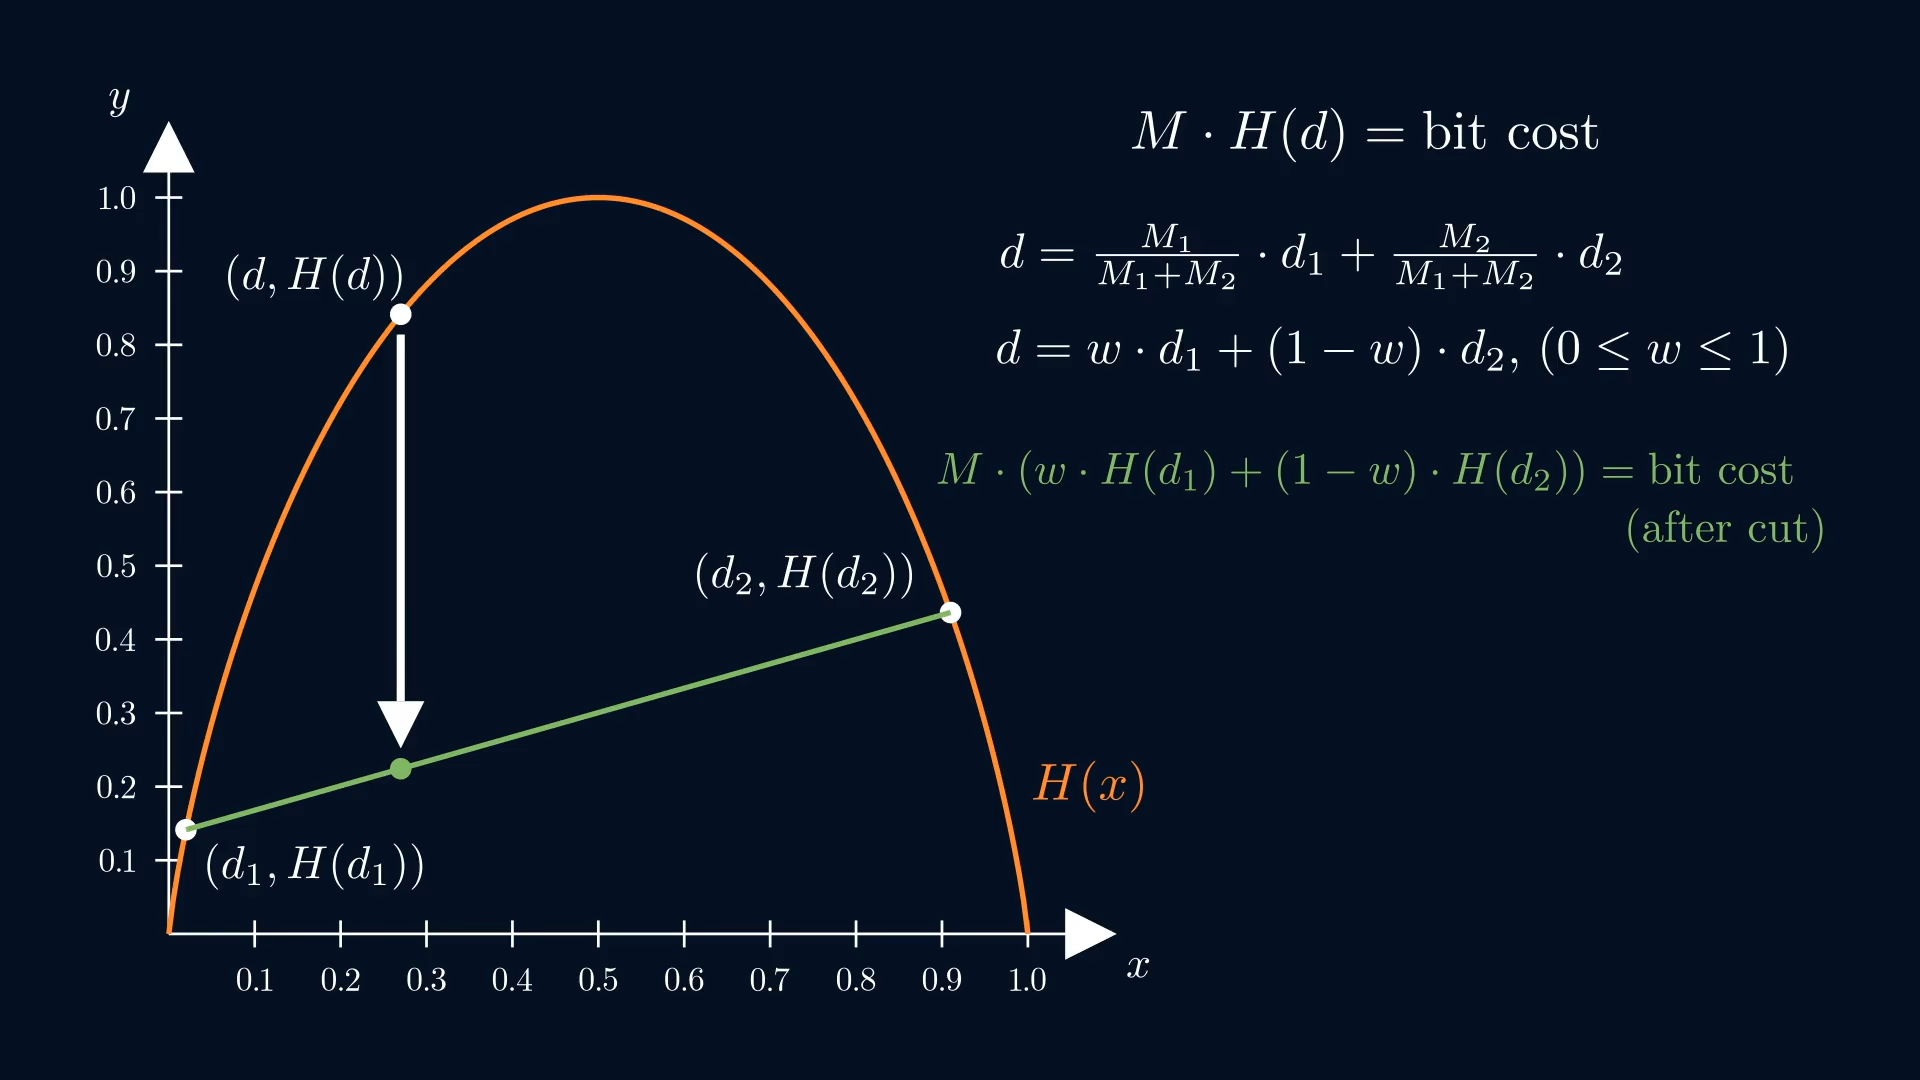 y
1.0
0.9
0.8
0.7
0.6
0.5
0.4
0.3
0.2
0.1
(d, H(d))
(d₂, H(d₂))
(d₁, H(d₁))
H(x)
0.1 0.2 0.3 0.4 0.5 0.6 0.7 0.8 0.9 1.0
x
M · H(d) = bit cost
d = M₁/(M₁+M₂) · d₁ + M₂/(M₁+M₂) · d₂
d = w · d₁ + (1 − w) · d₂, (0 ≤ w ≤ 1)
M · (w · H(d₁) + (1 − w) · H(d₂)) = bit cost
(after cut)